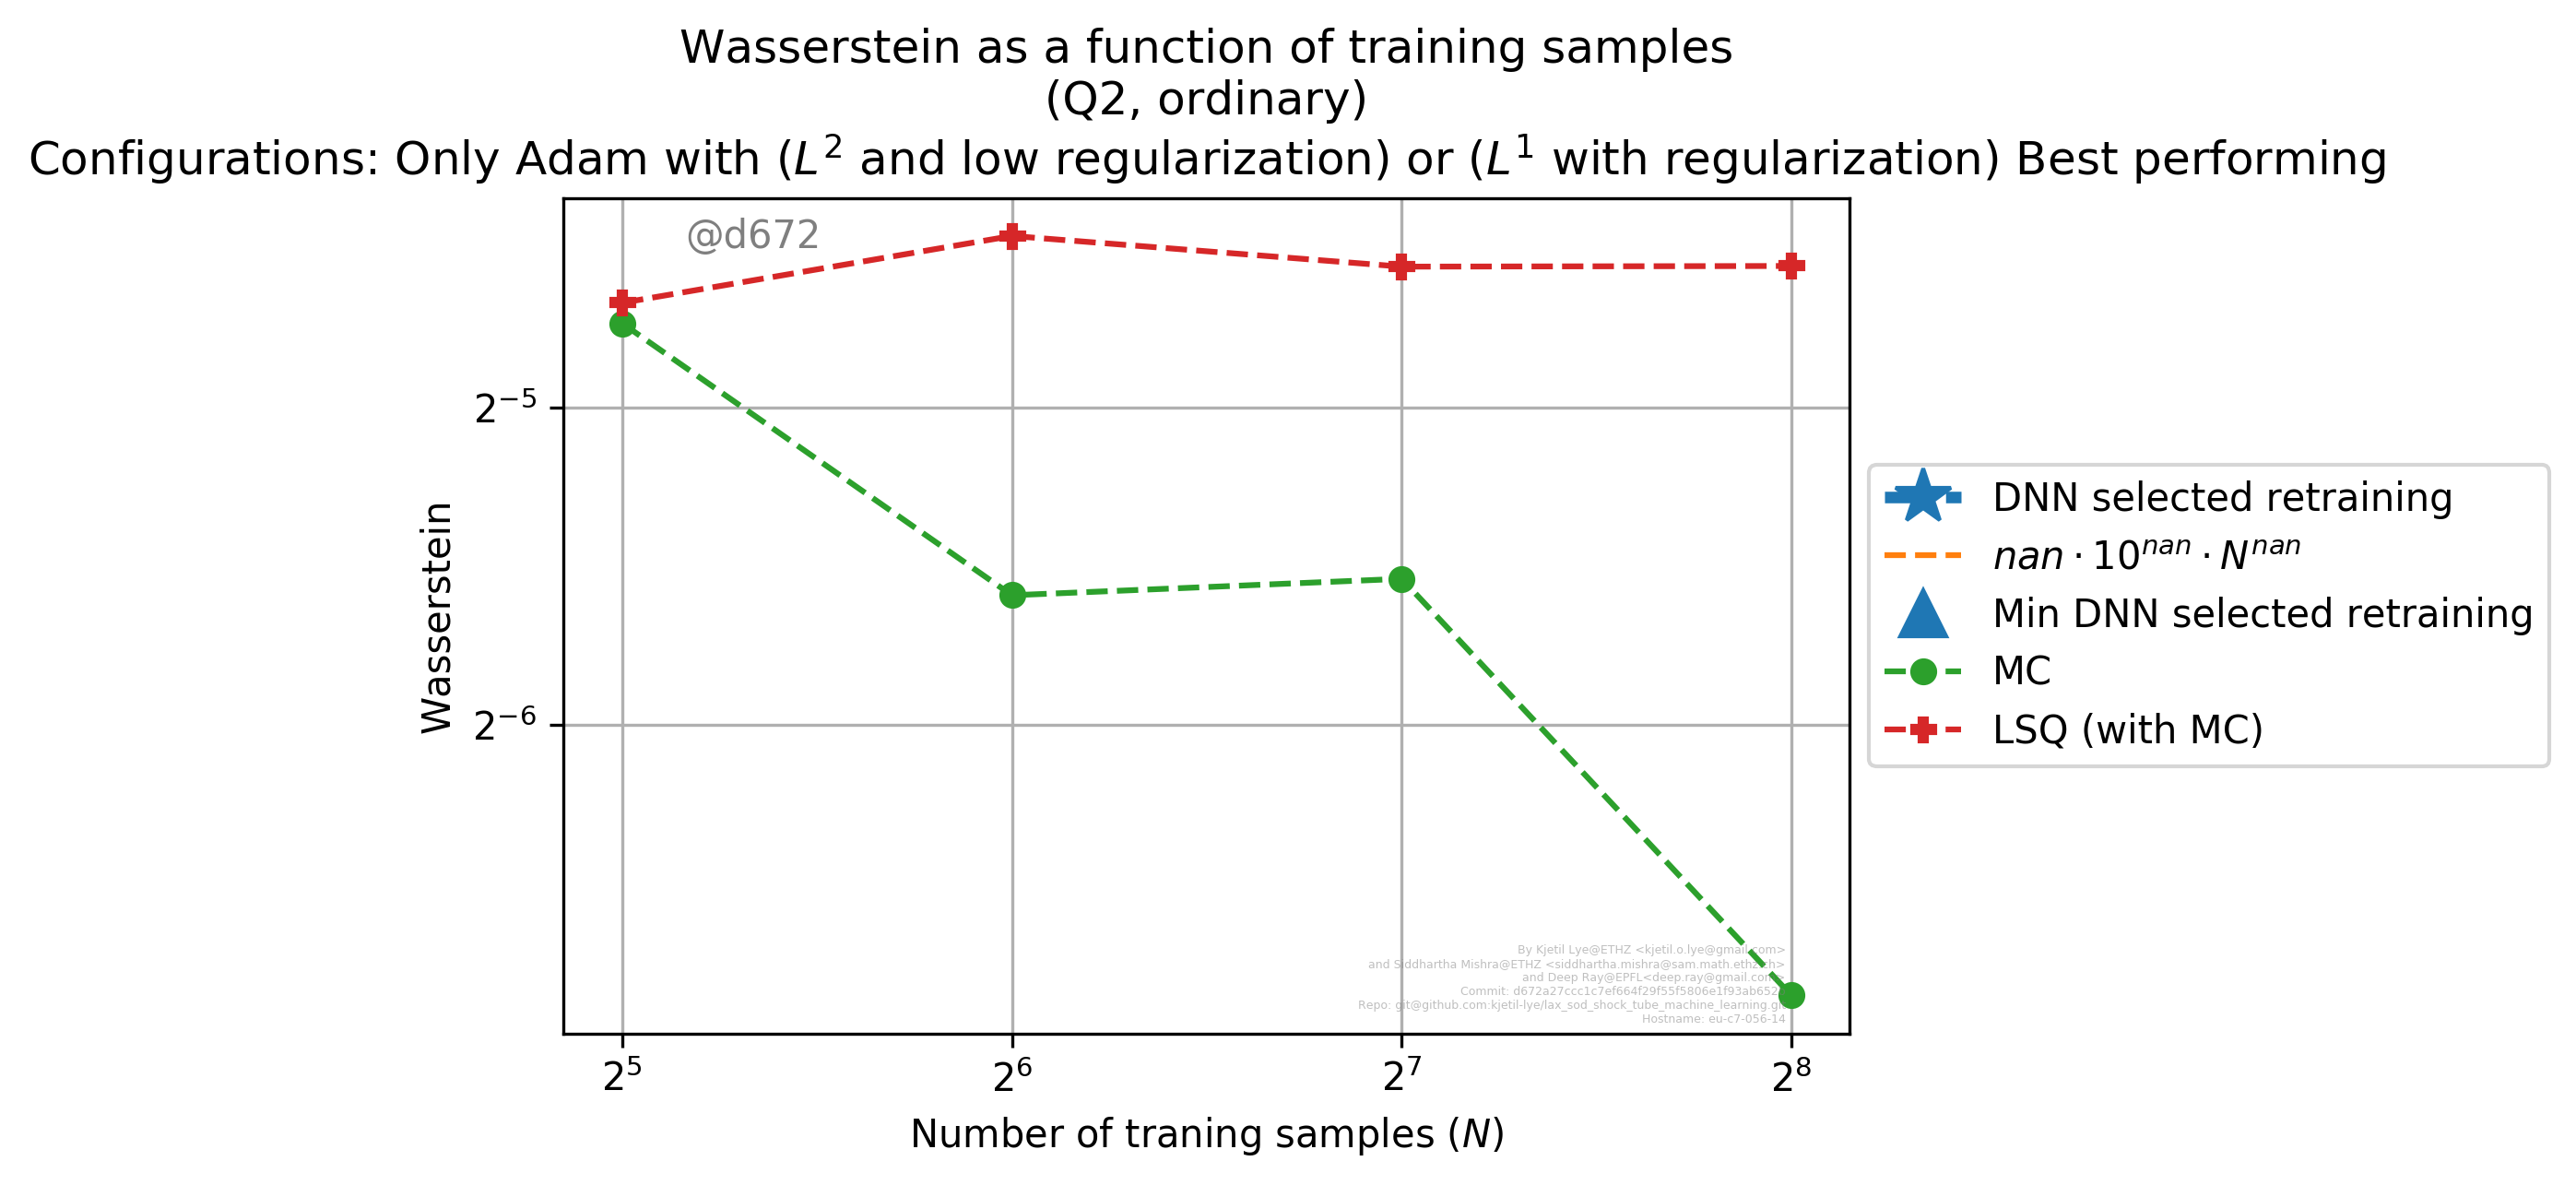 Wasserstein as a function of training samples
(Q2, ordinary)
Configurations: Only Adam with (L² and low regularization) or (L¹ with regularization) Best performing
@d672
Wasserstein
2⁻⁵
2⁻⁶
DNN selected retraining
nan · 10ⁿᵃⁿ · Nⁿᵃⁿ
Min DNN selected retraining
MC
LSQ (with MC)
By Kjetil Lye@ETHZ <kjetil.o.lye@gmail.com>
and Siddhartha Mishra@ETHZ <siddhartha.mishra@sam.math.ethz.ch>
and Deep Ray@EPFL<deep.ray@gmail.com>
Commit:
Repo: git@github.com:kjetil-lye/lax_sod_shock_tube_machine_learning.git
Hostname: eu-c7-056-14
2⁵ 2⁶ 2⁷ 2⁸
Number of traning samples (N)